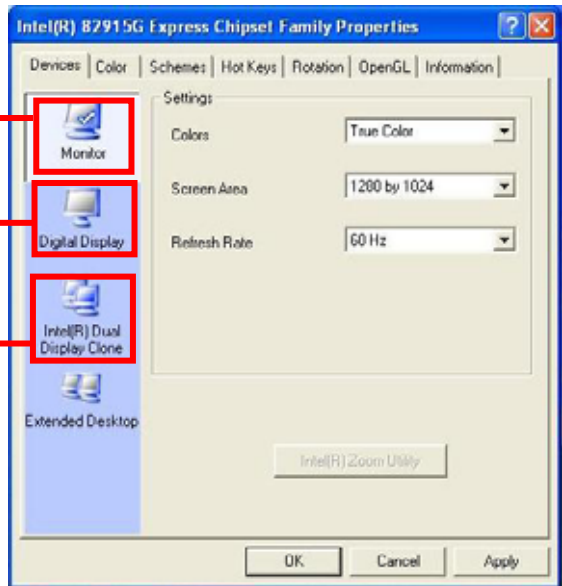 Intel(R) 82915G Express Chipset Family Properties
Devices Color Schemes Hot Keys Rotation OpenGL Information
Settings
Monitor
Colors True Color
Screen Area 1280 by 1024
Digital Display
Refresh Rate 60 Hz
Intel(R) Dual
Display Clone
Extended Desktop
Intel(R) Zoom Utility
OK Cancel Apply